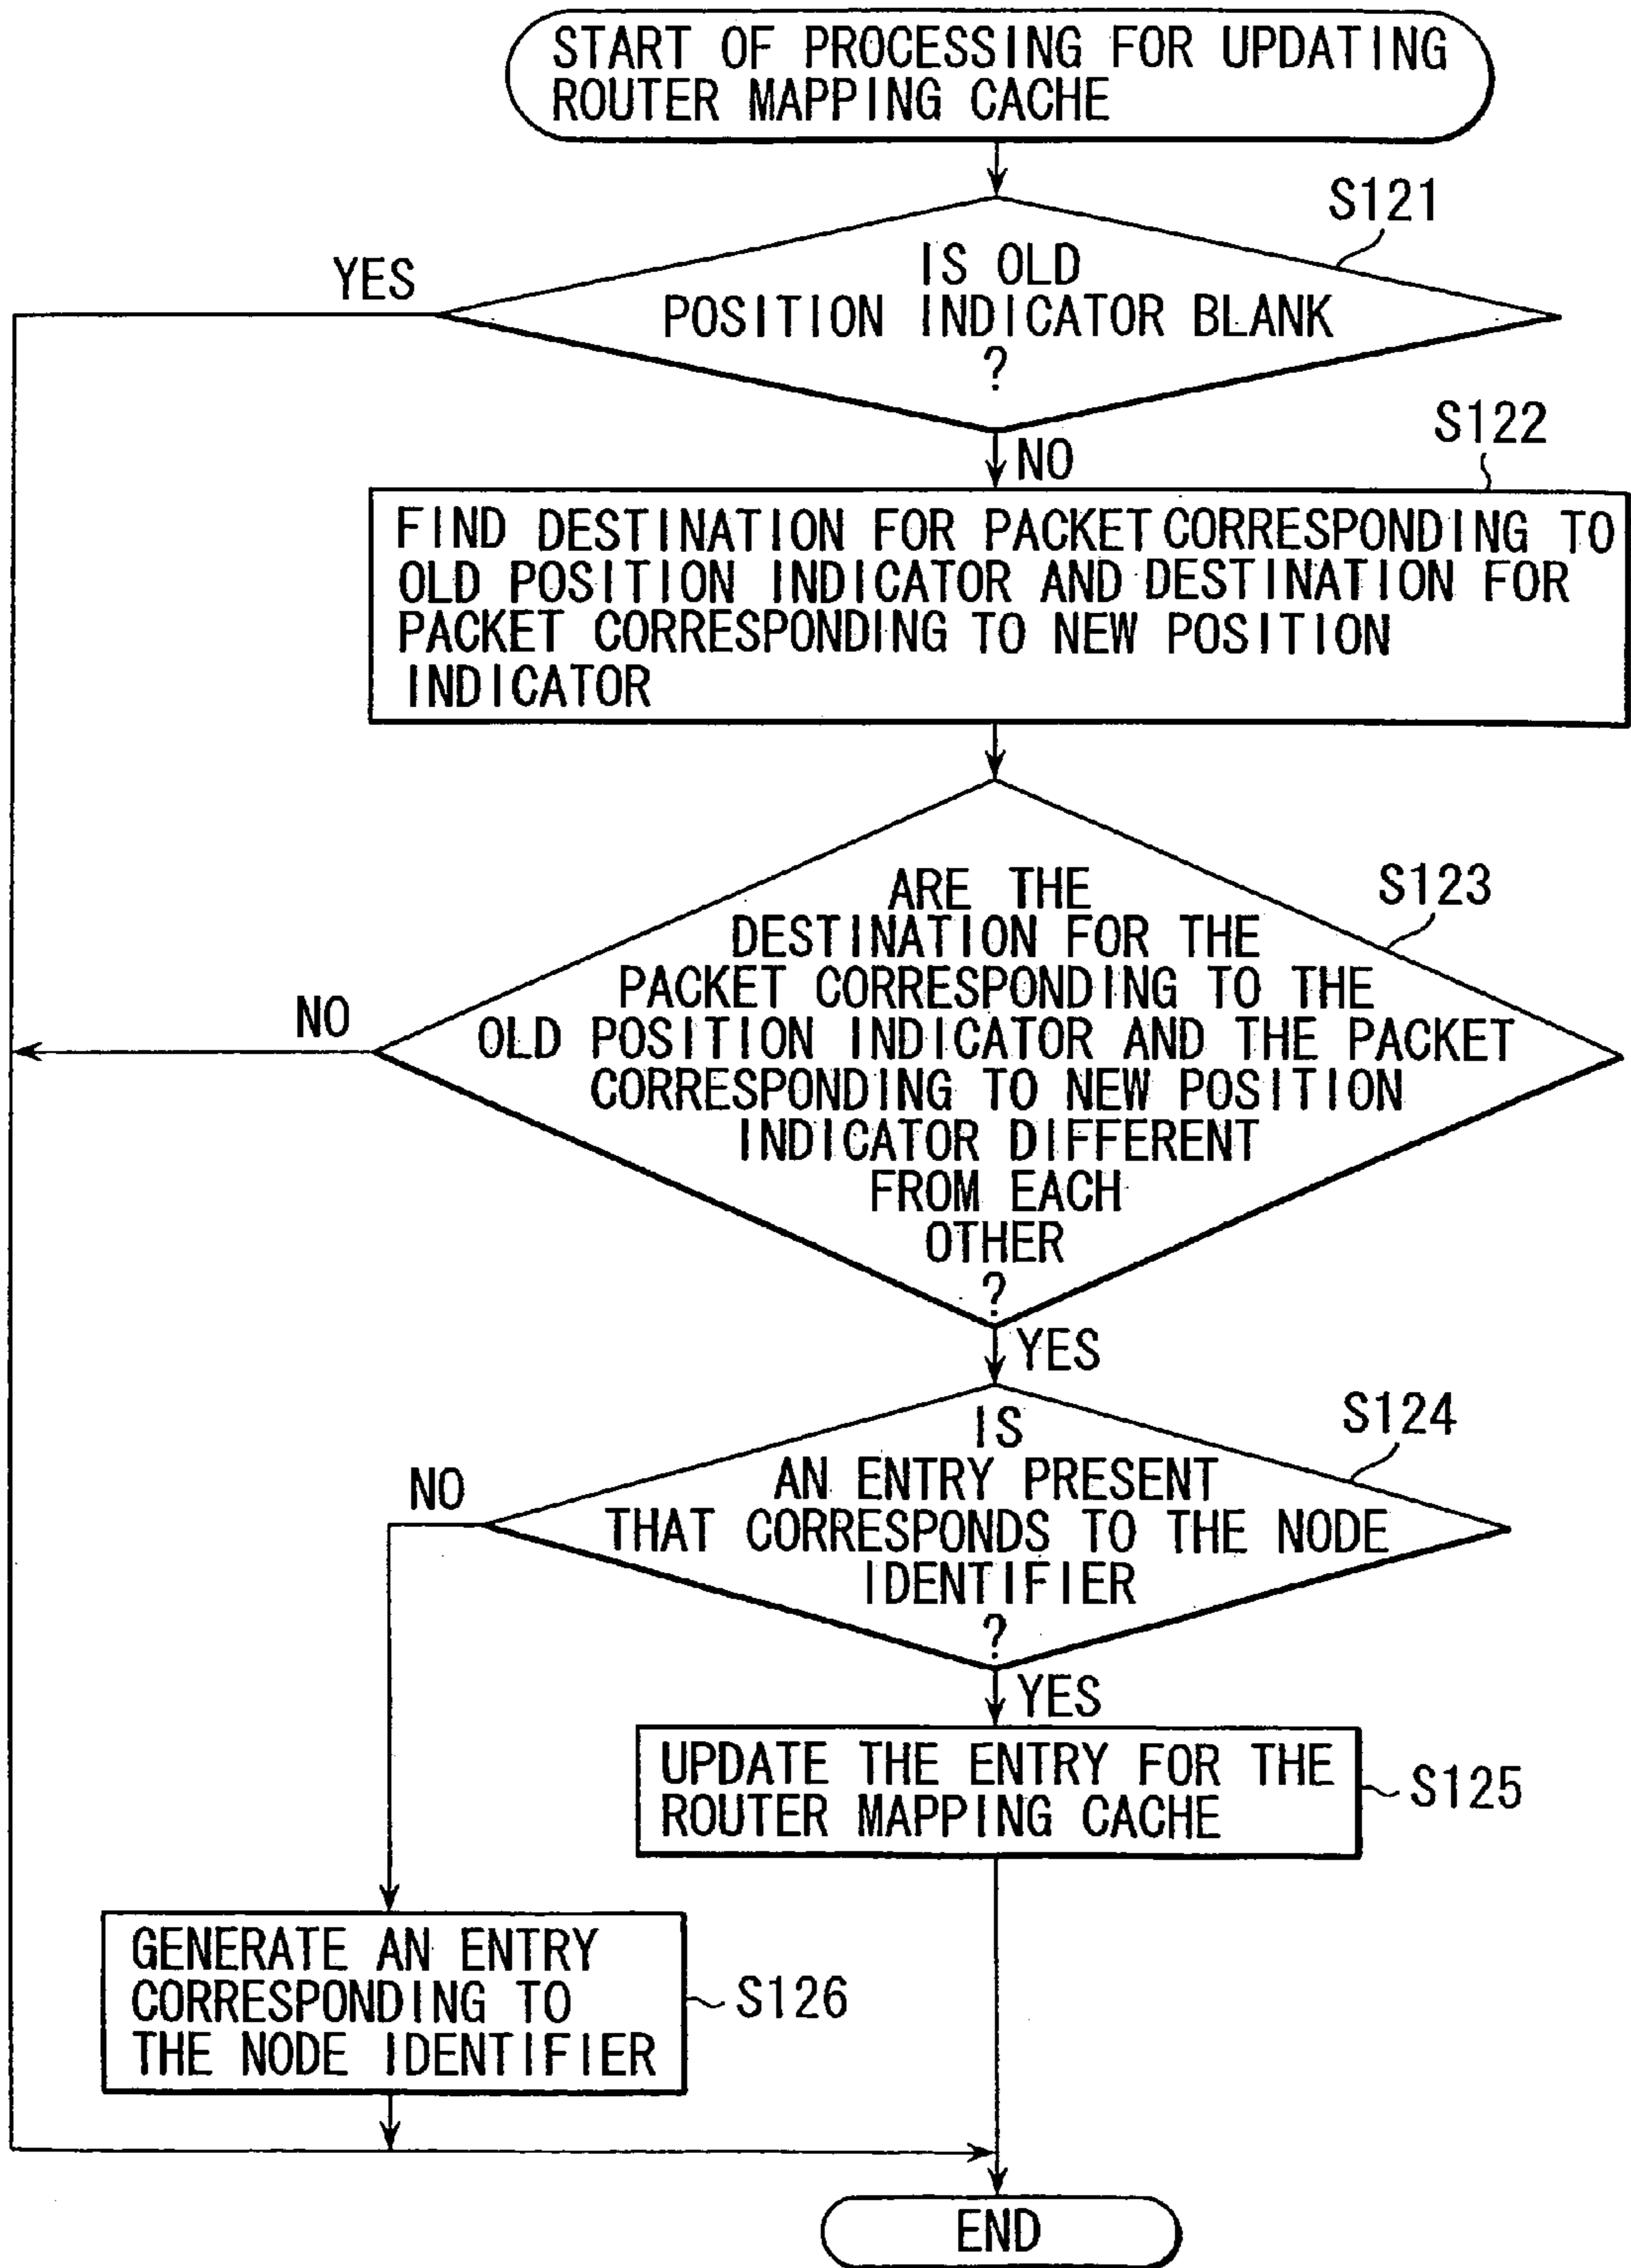 START OF PROCESSING FOR UPDATING
ROUTER MAPPING CACHE
S121
YES
IS OLD
POSITION INDICATOR BLANK
?
NO
S122
FIND DESTINATION FOR PACKET CORRESPONDING TO
OLD POSITION INDICATOR AND DESTINATION FOR
PACKET CORRESPONDING TO NEW POSITION
INDICATOR
S123
ARE THE
DESTINATION FOR THE
PACKET CORRESPONDING TO THE
OLD POSITION INDICATOR AND THE PACKET
CORRESPONDING TO NEW POSITION
INDICATOR DIFFERENT
FROM EACH
OTHER
?
NO
YES
S124
IS
AN ENTRY PRESENT
THAT CORRESPONDS TO THE NODE
IDENTIFIER
?
NO
YES
UPDATE THE ENTRY FOR THE
ROUTER MAPPING CACHE
S125
GENERATE AN ENTRY
CORRESPONDING TO
THE NODE IDENTIFIER
S126
END